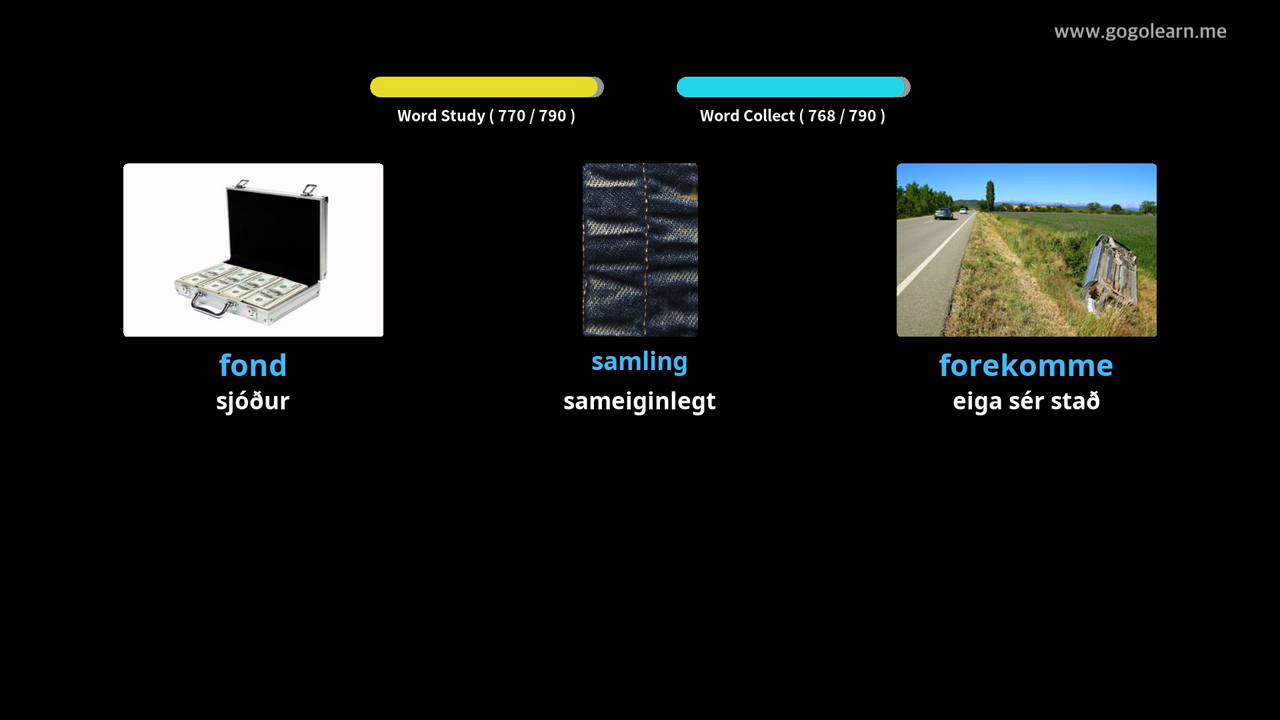 www.gogolearn.me
Word Study ( 770 / 790 )
Word Collect ( 768 / 790 )
fond
samling
forekomme
sjóður
sameiginlegt
eiga sér stað